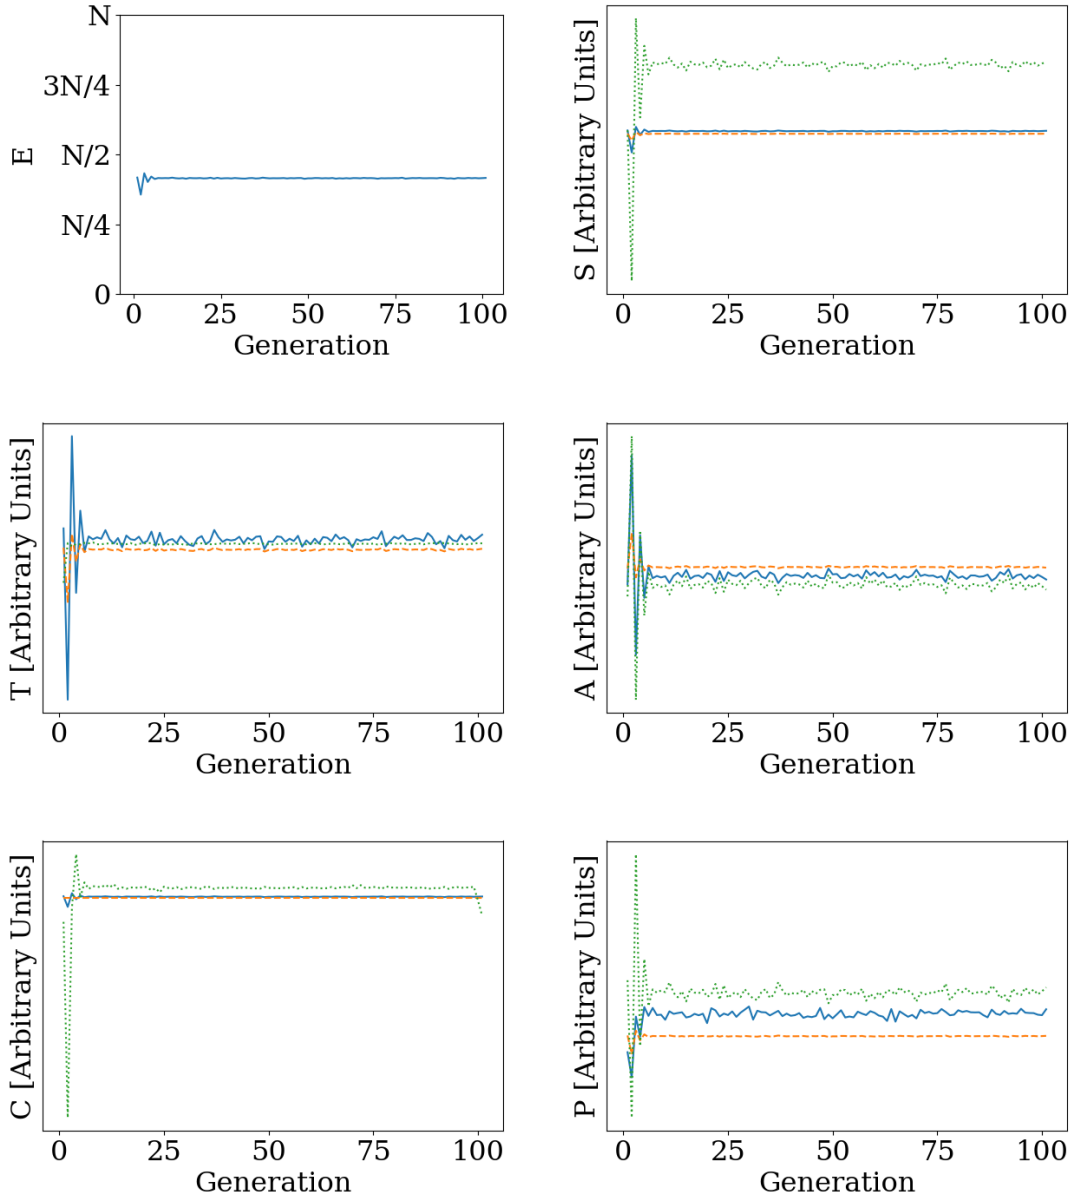 N
3N/4
N/2
N/4
0
E
0 25 50 75 100
Generation
S [Arbitrary Units]
0 25 50 75 100
Generation
T [Arbitrary Units]
0 25 50 75 100
Generation
A [Arbitrary Units]
0 25 50 75 100
Generation
C [Arbitrary Units]
0 25 50 75 100
Generation
P [Arbitrary Units]
0 25 50 75 100
Generation